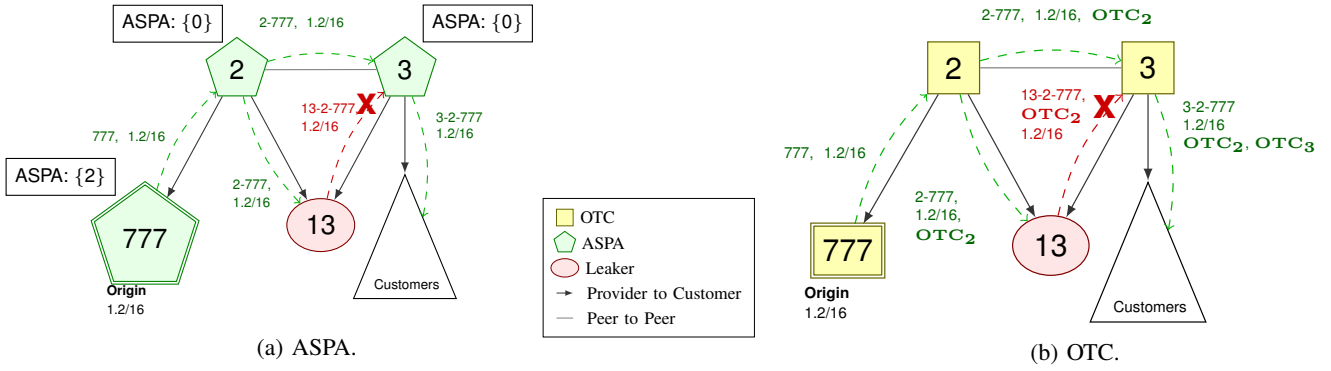 ASPA: {0}
2-777, 1.2/16
ASPA: {0}
2
3
777, 1.2/16
13-2-777,
1.2/16
X
3-2-777
1.2/16
ASPA: {2}
2-777,
1.2/16
777
13
Customers
Origin
1.2/16
(a) ASPA.
OTC
ASPA
Leaker
Provider to Customer
Peer to Peer
2-777, 1.2/16, OTC₂
2
3
777, 1.2/16
13-2-777,
OTC₂
1.2/16
X
3-2-777
1.2/16
OTC₂, OTC₃
2-777,
1.2/16,
OTC₂
777
13
Customers
Origin
1.2/16
(b) OTC.